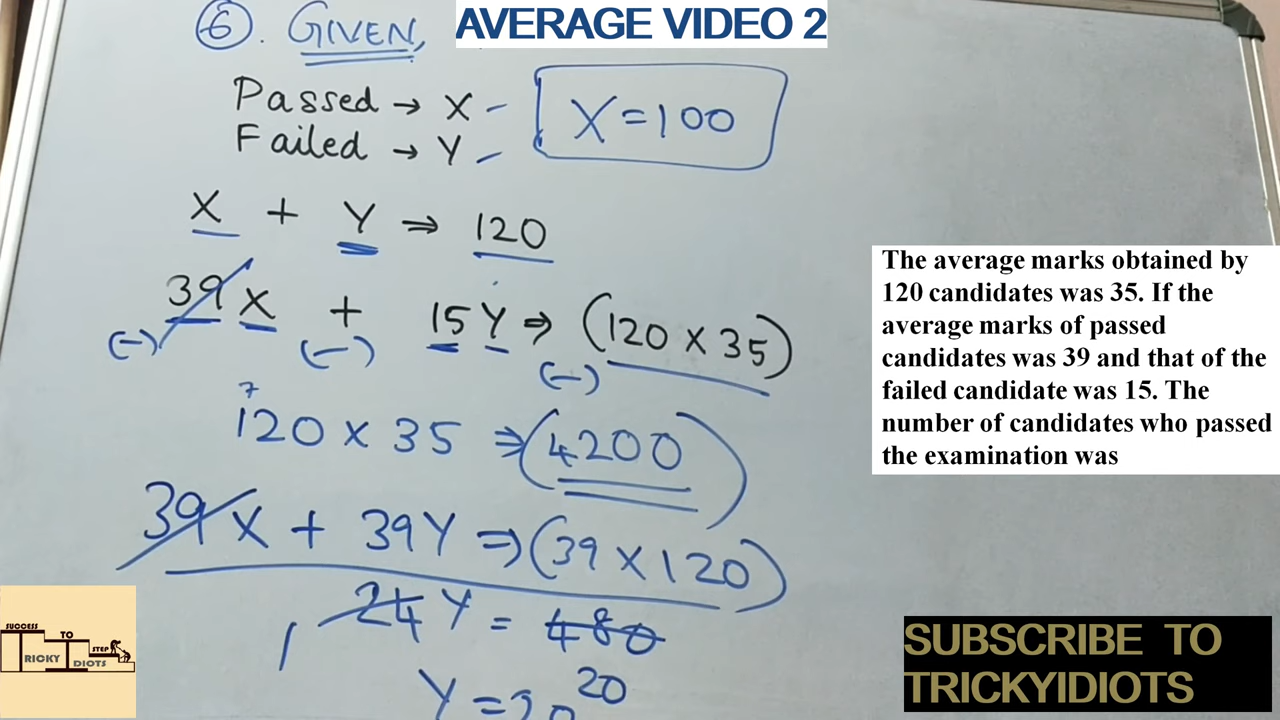 AVERAGE VIDEO 2
⑥. GIVEN,
Passed → X
Failed → Y
X = 100
X + Y ⇒ 120
39X + 15Y ⇒ (120 × 35)
(-) (-) (-)
7
120 × 35 ⇒ (4200)
39X + 39Y ⇒ (39 × 120)
24Y = 480
20
Y = 20
The average marks obtained by
120 candidates was 35. If the
average marks of passed
candidates was 39 and that of the
failed candidate was 15. The
number of candidates who passed
the examination was
SUCCESS
TO
STEP
TRICKY IDIOTS
SUBSCRIBE TO
TRICKYIDIOTS